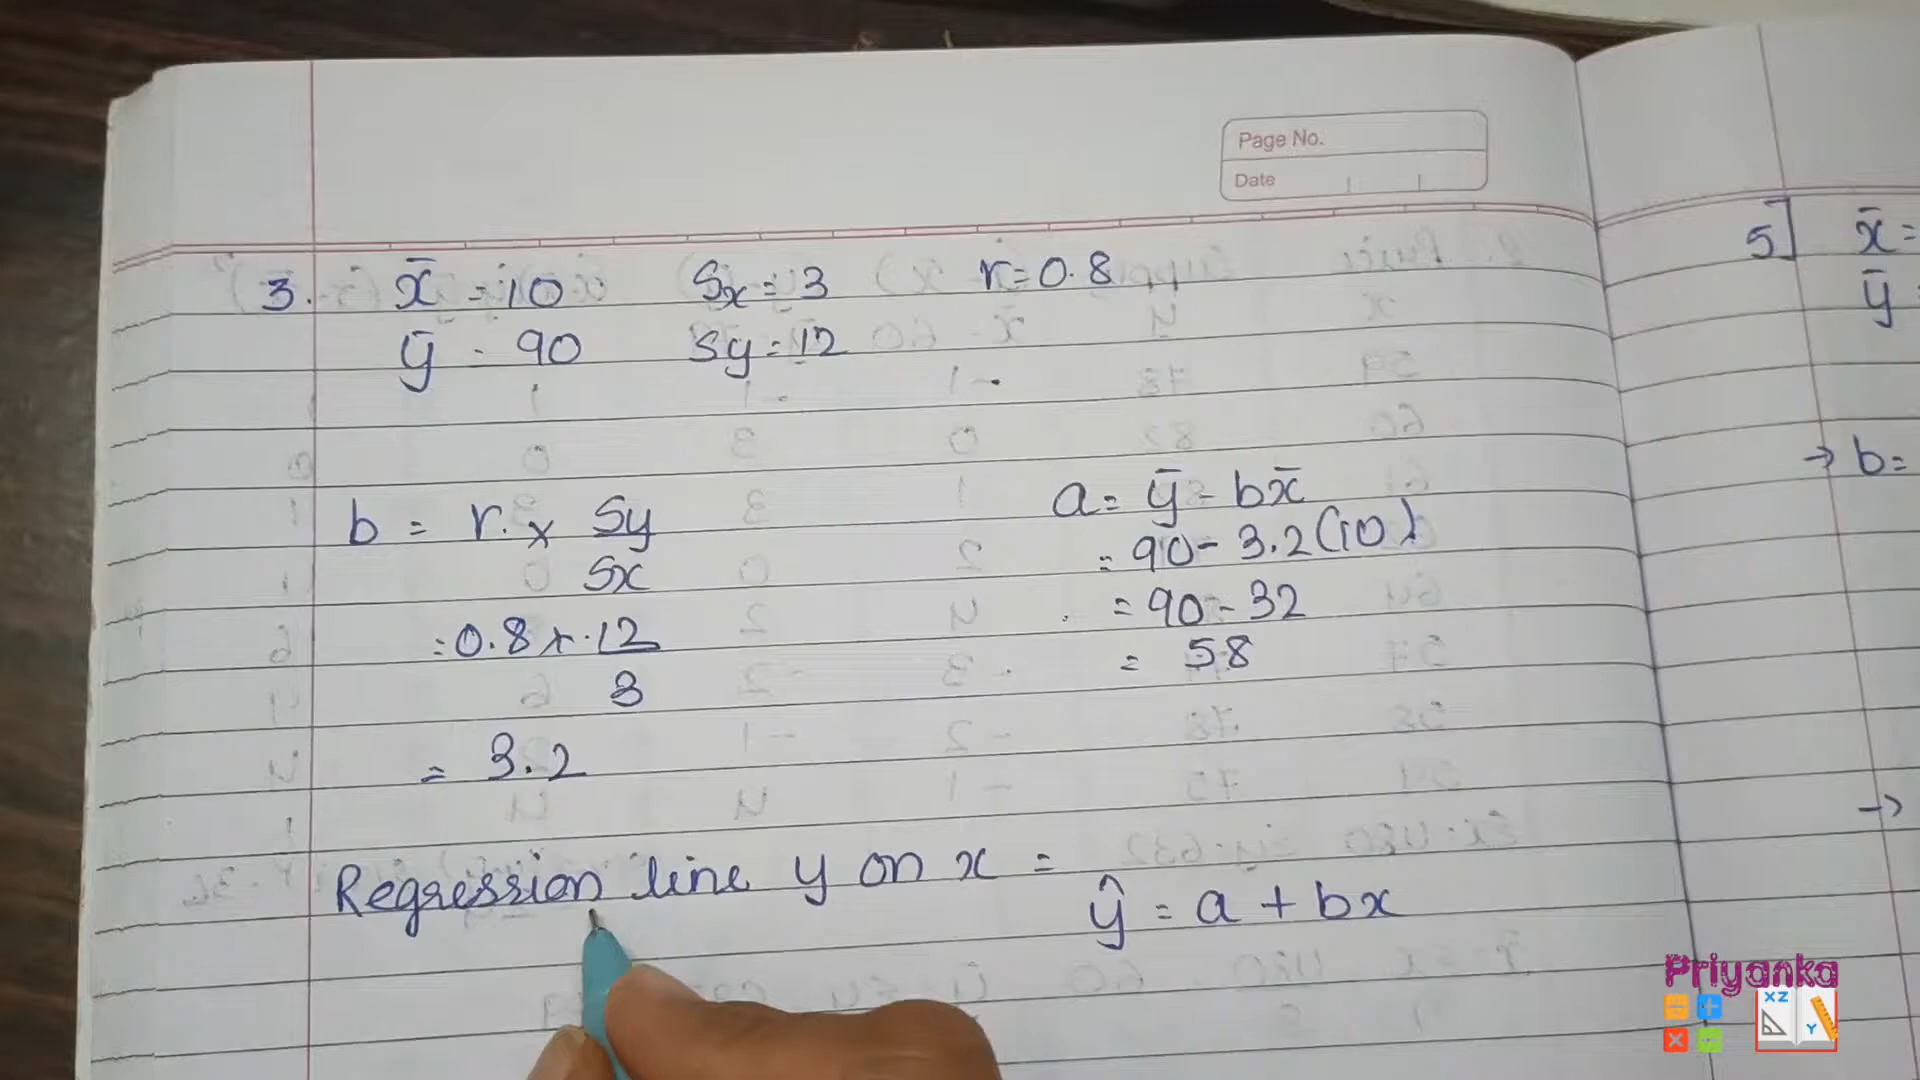 Page No.
Date
3. x̄ = 10 Sx = 3 r = 0.8
ȳ = 90 Sy = 12
b = r. × Sy
Sx
= 0.8 × 12
3
= 3.2
a = ȳ - bx̄
= 90 - 3.2(10)
= 90 - 32
= 58
Regression line y on x =
ŷ = a + bx
5] x̄ =
ȳ =
→ b =
→
Priyanka
XZ
Y